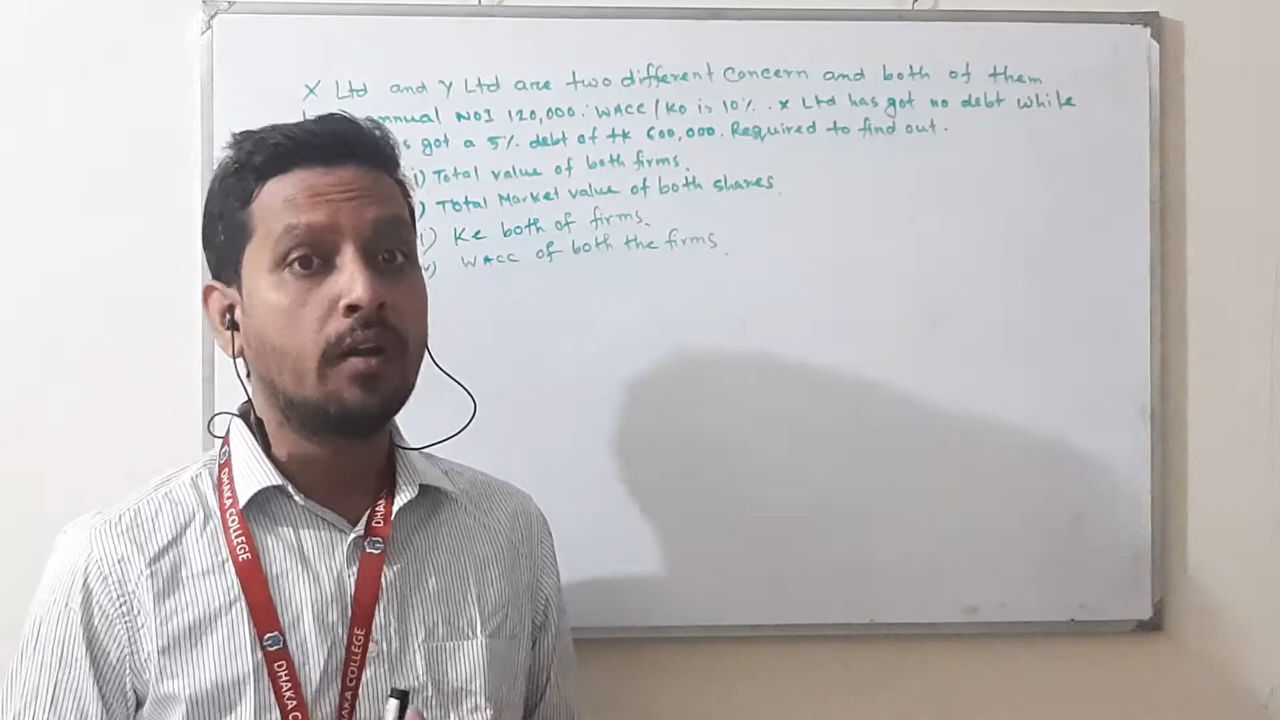 X Ltd and Y Ltd are two different Concern and both of them
annual NOI 120,000. WACC/Ko is 10%. X Ltd has got no debt while
got a 5% debt of tk 600,000. Required to find out.
i) Total value of both firms.
) Total Market value of both shares.
i) Ke both of firms.
v) WACC of both the firms.
DHAKA COLLEGE
DHAKA
DHAKA COLLEGE
DHAKA C